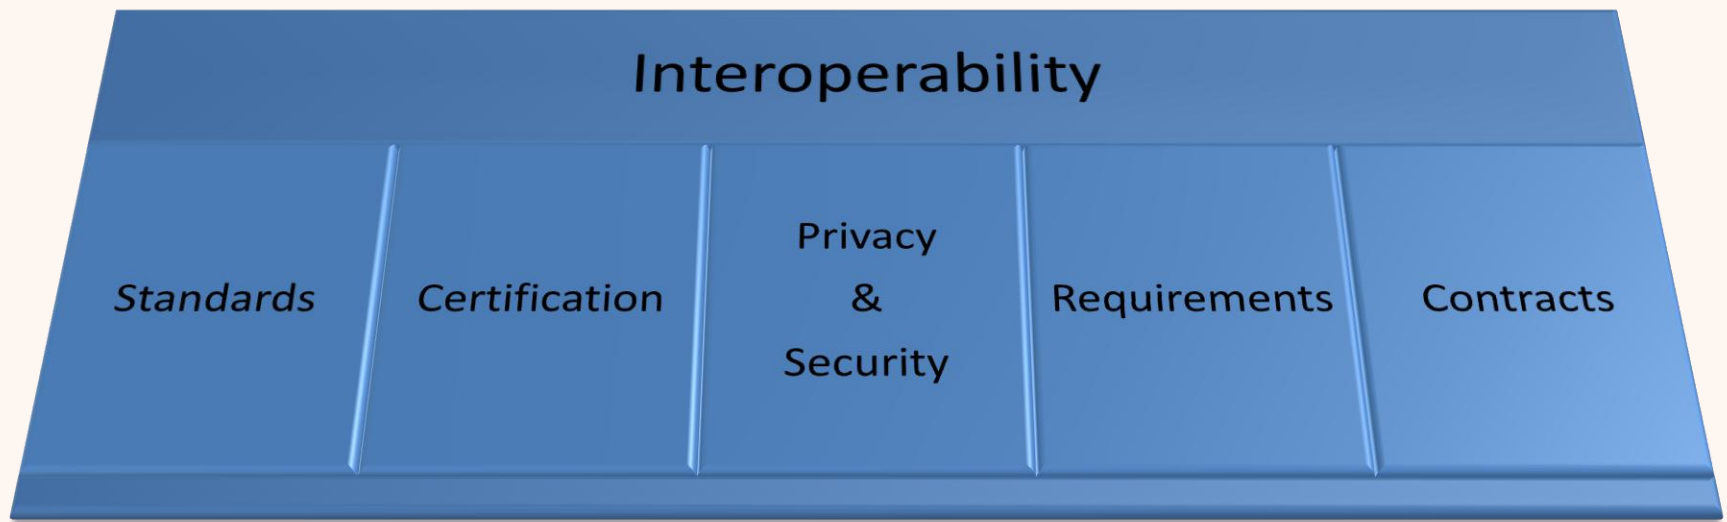 Interoperability
Standards
Certification
Privacy
&
Security
Requirements
Contracts